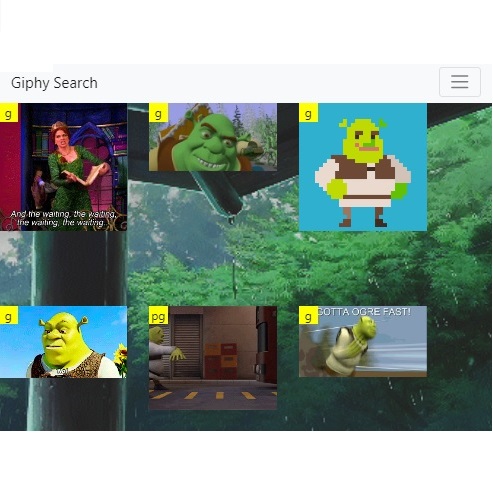 Giphy Search
g
g
g
And the waiting, the waiting,
the waiting, the waiting.
g
pg
g
GOTTA OGRE FAST!